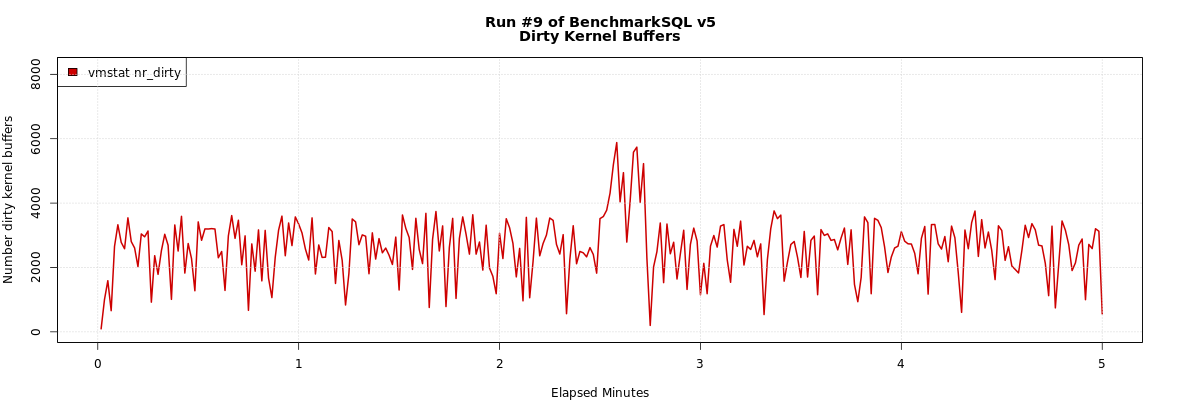 Run #9 of BenchmarkSQL v5
Dirty Kernel Buffers
vmstat nr_dirty
Number dirty kernel buffers
8000
6000
4000
2000
0
0 1 2 3 4 5
Elapsed Minutes